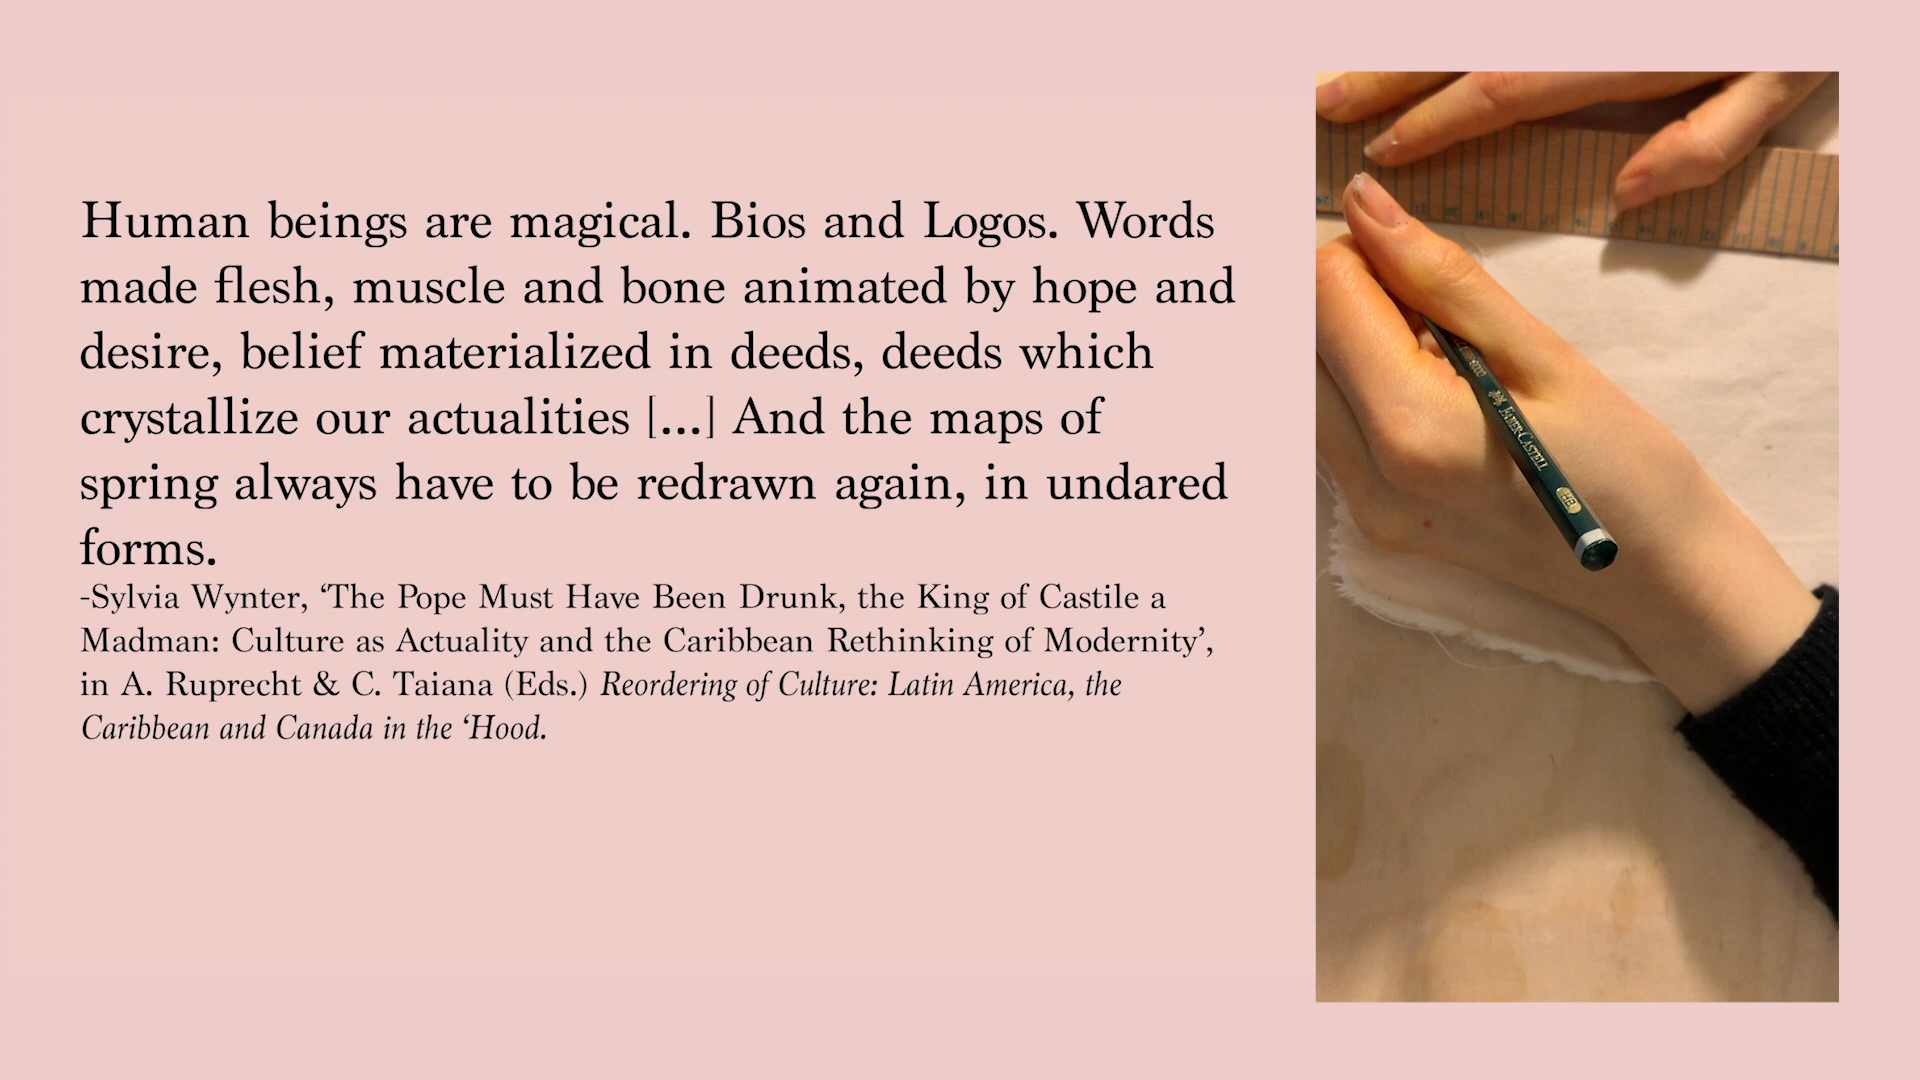 Human beings are magical. Bios and Logos. Words
made flesh, muscle and bone animated by hope and
desire, belief materialized in deeds, deeds which
crystallize our actualities [...] And the maps of
spring always have to be redrawn again, in undared
forms.
-Sylvia Wynter, ‘The Pope Must Have Been Drunk, the King of Castile a
Madman: Culture as Actuality and the Caribbean Rethinking of Modernity’,
in A. Ruprecht & C. Taiana (Eds.) Reordering of Culture: Latin America, the
Caribbean and Canada in the ‘Hood.
9000
FABER-CASTELL
HB